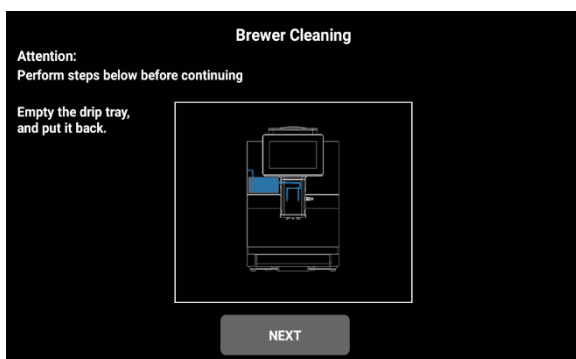 Brewer Cleaning
Attention:
Perform steps below before continuing
Empty the drip tray,
and put it back.
NEXT